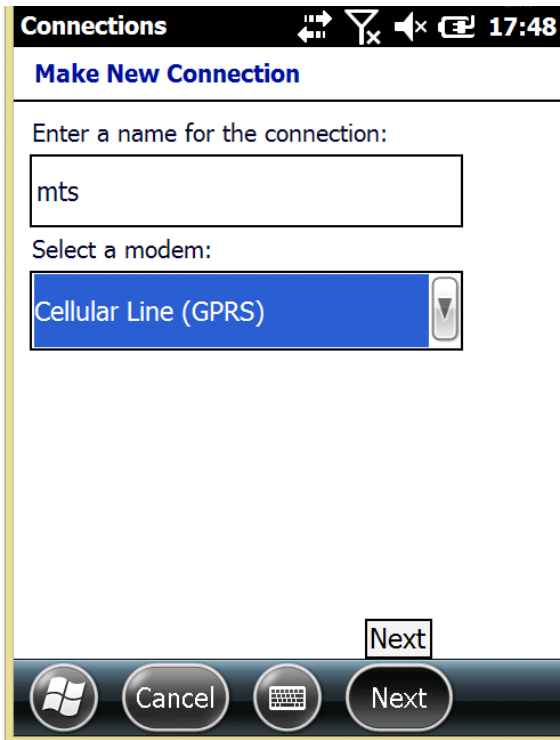 Connections 17:48
Make New Connection
Enter a name for the connection:
mts
Select a modem:
Cellular Line (GPRS)
Next
Cancel Next